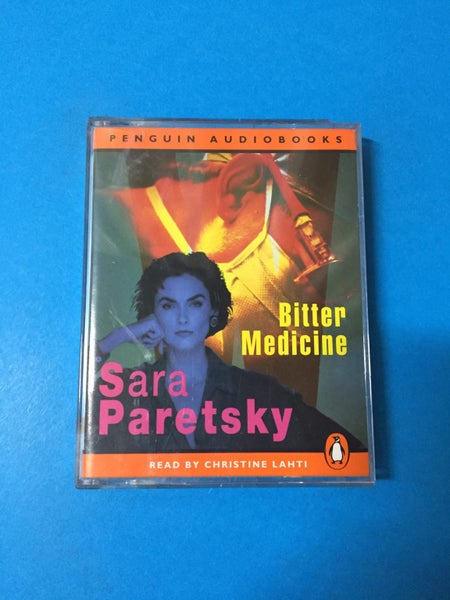 PENGUIN AUDIOBOOKS
Bitter
Medicine
Sara
Paretsky
READ BY CHRISTINE LAHTI